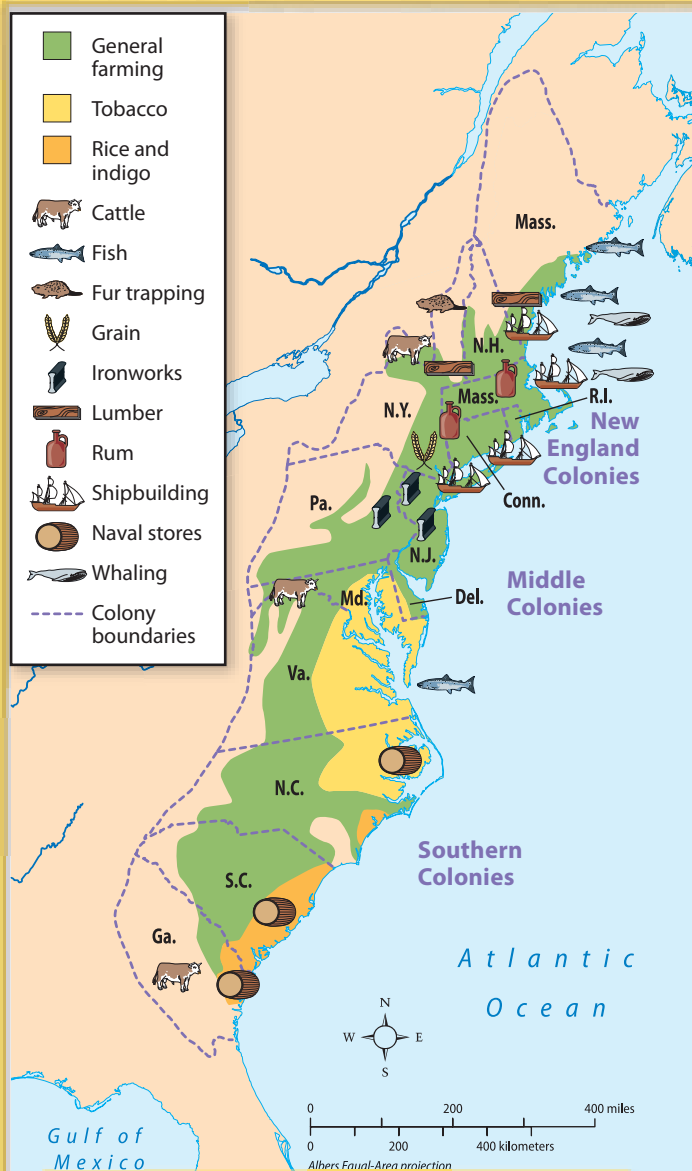 General
farming
Tobacco
Rice and
indigo
Cattle
Fish
Fur trapping
Grain
Ironworks
Lumber
Rum
Shipbuilding
Naval stores
Whaling
Colony
boundaries
Mass.
N.H.
Mass.
N.Y.
R.I.
New
England
Colonies
Conn.
Pa.
N.J.
Middle
Colonies
Md.
Del.
Va.
N.C.
Southern
Colonies
S.C.
Ga.
Atlantic
Ocean
N
W E
S
0 200 400 miles
0 200 400 kilometers
Albers Equal-Area projection
Gulf of
Mexico